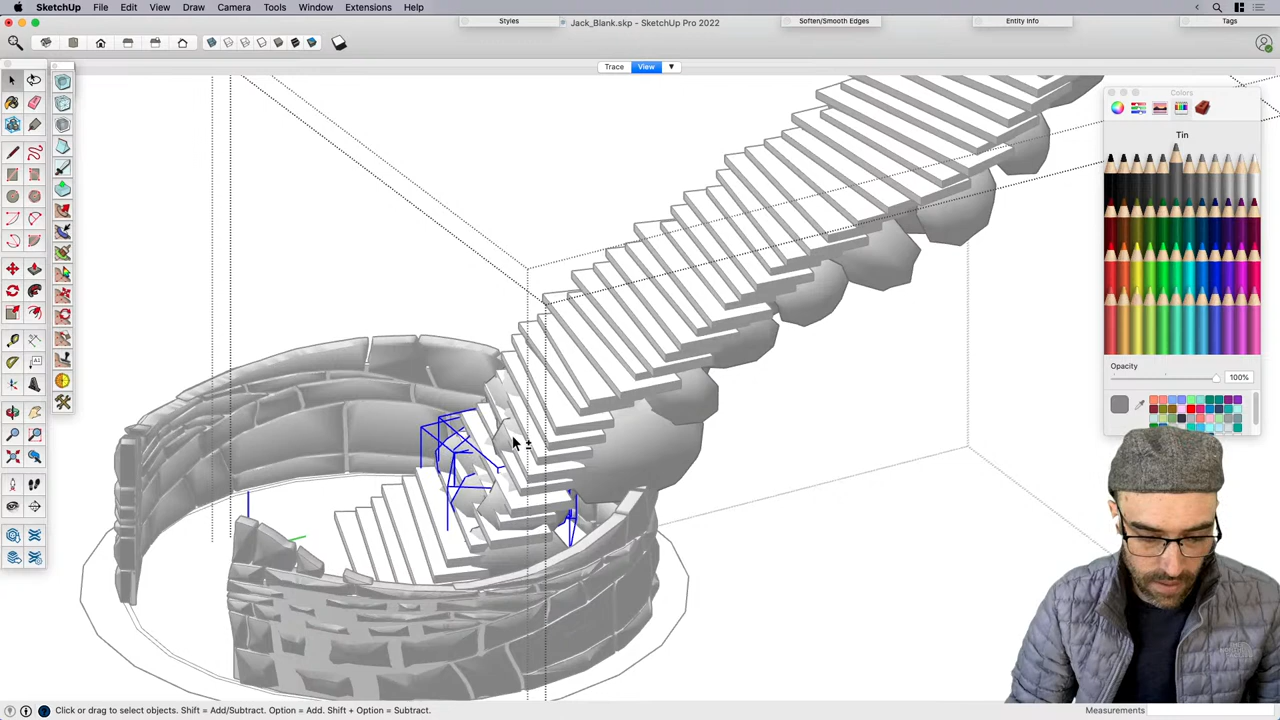 SketchUp File Edit View Draw Camera Tools Window Extensions Help
Styles
Jack_Blank.skp - SketchUp Pro 2022
Soften/Smooth Edges
Entity Info
Tags
Trace View
Colors
Tin
Opacity
100%
Click or drag to select objects. Shift = Add/Subtract. Option = Add. Shift + Option = Subtract.
Measurements